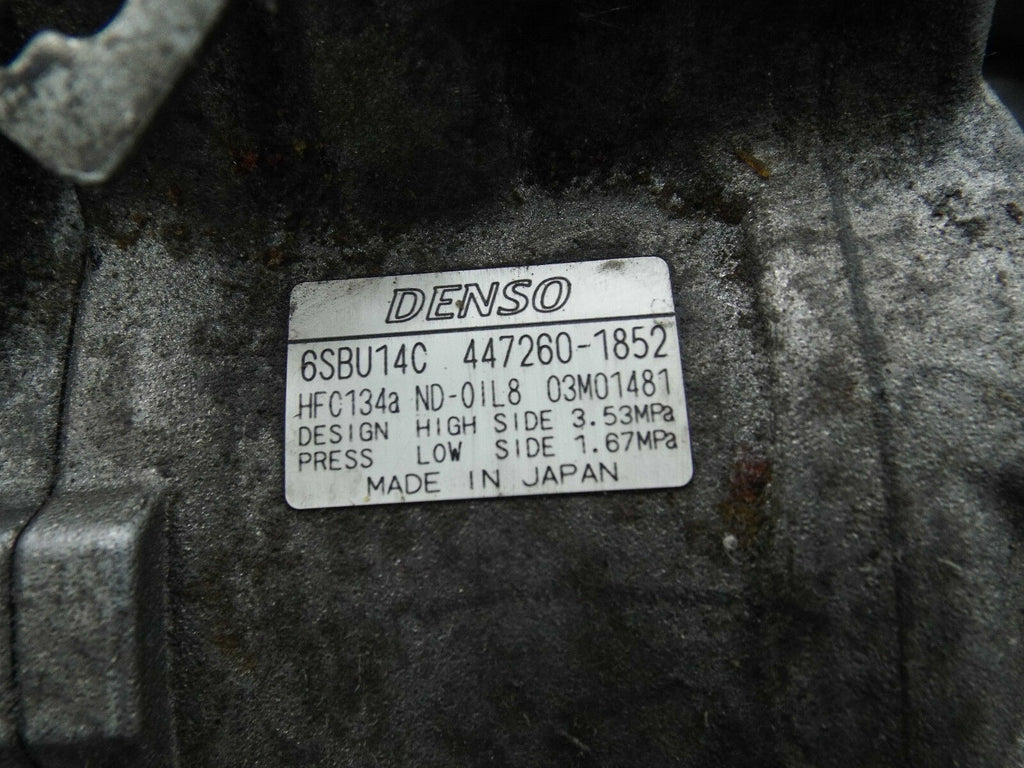 DENSO
6SBU14C 447260-1852
HFC134a ND-OIL8 03M01481
DESIGN HIGH SIDE 3.53MPa
PRESS LOW SIDE 1.67MPa
MADE IN JAPAN